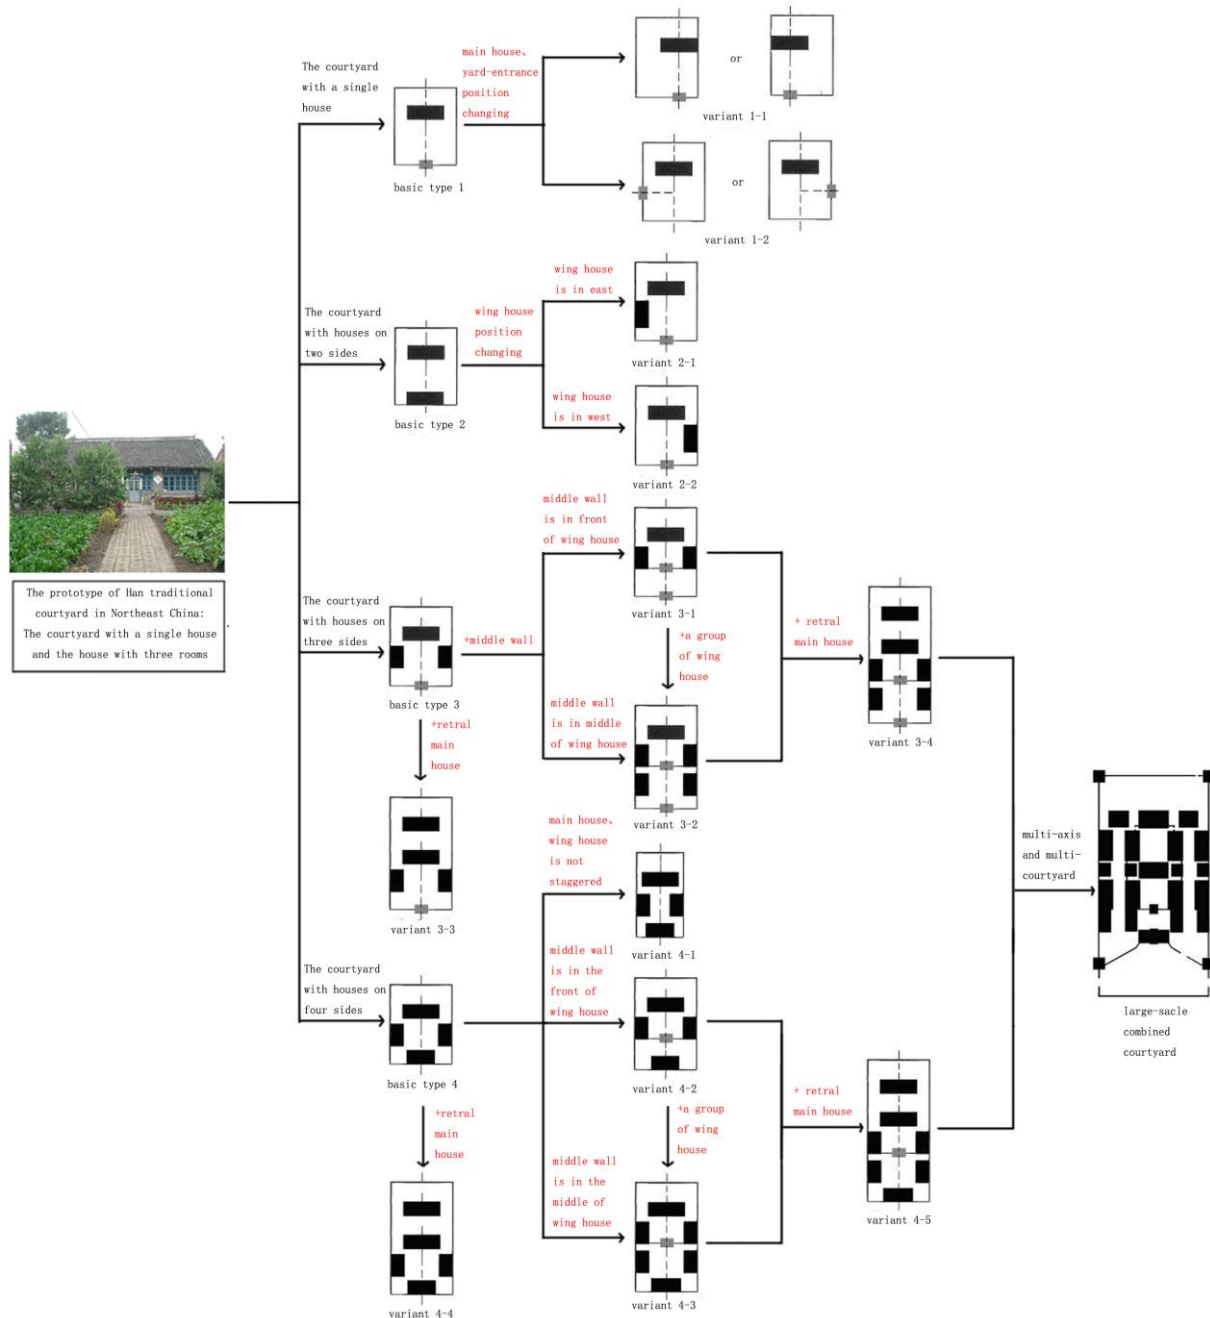 The courtyard
with a single
house
basic type 1
main house、
yard-entrance
position
changing
or
variant 1-1
or
variant 1-2
The courtyard
with houses on
two sides
basic type 2
wing house
position
changing
wing house
is in east
variant 2-1
wing house
is in west
variant 2-2
The prototype of Han traditional
courtyard in Northeast China:
The courtyard with a single house
and the house with three rooms
The courtyard
with houses on
three sides
basic type 3
+middle wall
middle wall
is in front
of wing house
variant 3-1
+a group
of wing
house
middle wall
is in middle
of wing house
variant 3-2
+ retral
main house
variant 3-4
+retral
main
house
variant 3-3
The courtyard
with houses on
four sides
basic type 4
main house、
wing house
is not
staggered
variant 4-1
middle wall
is in the
front of
wing house
variant 4-2
+a group
of wing
house
middle wall
is in the
middle of
wing house
variant 4-3
+ retral
main house
variant 4-5
+retral
main
house
variant 4-4
multi-axis
and multi-
courtyard
large-sacle
combined
courtyard